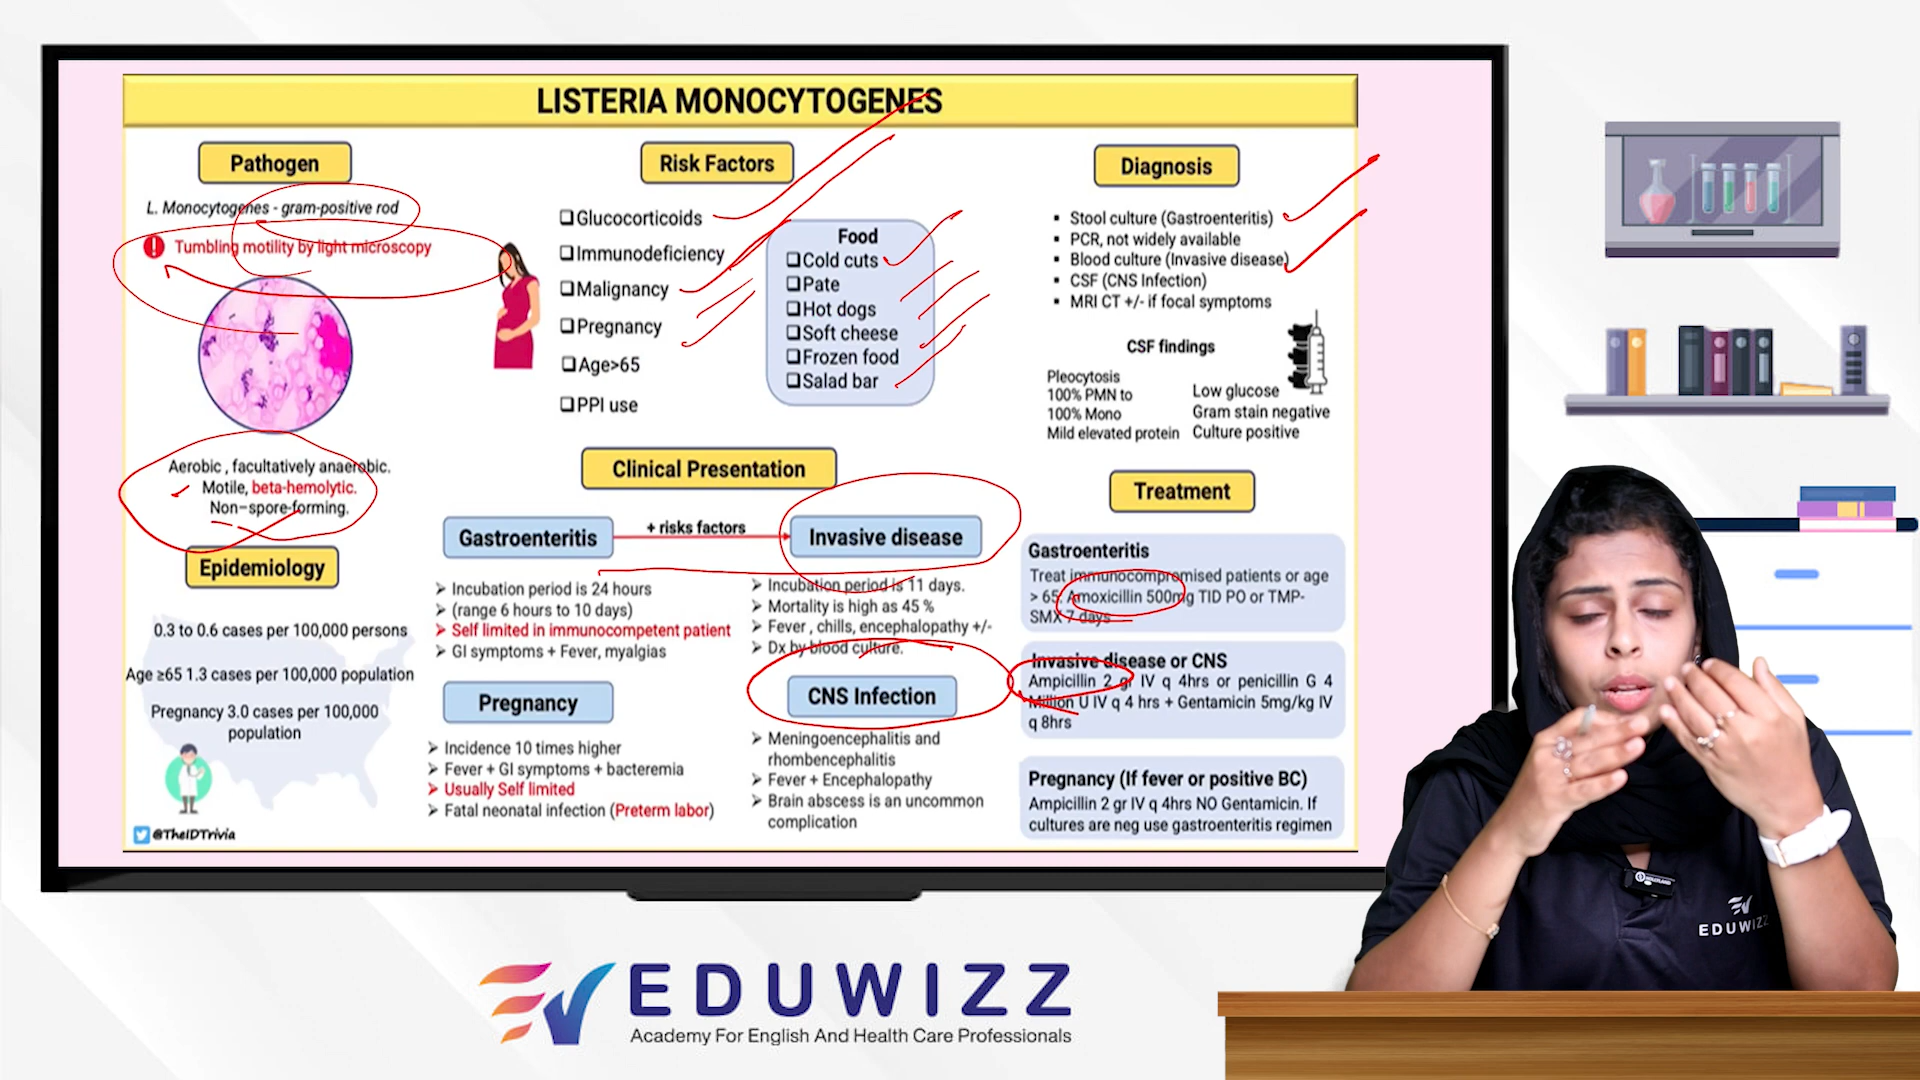 LISTERIA MONOCYTOGENES
Pathogen
L. Monocytogenes - gram-positive rod
Tumbling motility by light microscopy
Aerobic , facultatively anaerobic.
Motile, beta-hemolytic.
Non-spore-forming.
Epidemiology
0.3 to 0.6 cases per 100,000 persons
Age ≥65 1.3 cases per 100,000 population
Pregnancy 3.0 cases per 100,000
population
@TheIDTrivia
Risk Factors
Glucocorticoids
Immunodeficiency
Malignancy
Pregnancy
Age>65
PPI use
Food
Cold cuts
Pate
Hot dogs
Soft cheese
Frozen food
Salad bar
Clinical Presentation
Gastroenteritis
+ risks factors
Invasive disease
Incubation period is 24 hours
(range 6 hours to 10 days)
Self limited in immunocompetent patient
GI symptoms + Fever, myalgias
Incubation period is 11 days.
Mortality is high as 45 %
Fever , chills, encephalopathy +/-
Dx by blood culture.
Pregnancy
Incidence 10 times higher
Fever + GI symptoms + bacteremia
Usually Self limited
Fatal neonatal infection (Preterm labor)
CNS Infection
Meningoencephalitis and
rhombencephalitis
Fever + Encephalopathy
Brain abscess is an uncommon
complication
Diagnosis
Stool culture (Gastroenteritis)
PCR, not widely available
Blood culture (Invasive disease)
CSF (CNS Infection)
MRI CT +/- if focal symptoms
CSF findings
Pleocytosis
100% PMN to
100% Mono
Mild elevated protein
Low glucose
Gram stain negative
Culture positive
Treatment
Gastroenteritis
Treat immunocompromised patients or age
> 65: Amoxicillin 500mg TID PO or TMP-
SMX 7 days
Invasive disease or CNS
Ampicillin 2 gr IV q 4hrs or penicillin G 4
Million U IV q 4 hrs + Gentamicin 5mg/kg IV
q 8hrs
Pregnancy (If fever or positive BC)
Ampicillin 2 gr IV q 4hrs NO Gentamicin. If
cultures are neg use gastroenteritis regimen
EDUWIZZ
EDUWIZZ
Academy For English And Health Care Professionals